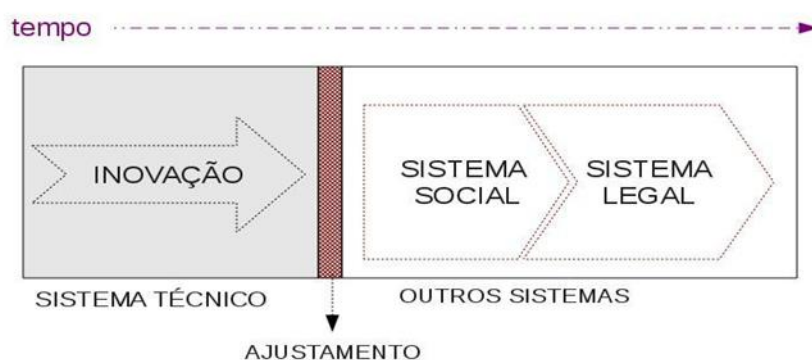 tempo
INOVAÇÃO
SISTEMA
SOCIAL
SISTEMA
LEGAL
SISTEMA TÉCNICO
OUTROS SISTEMAS
AJUSTAMENTO